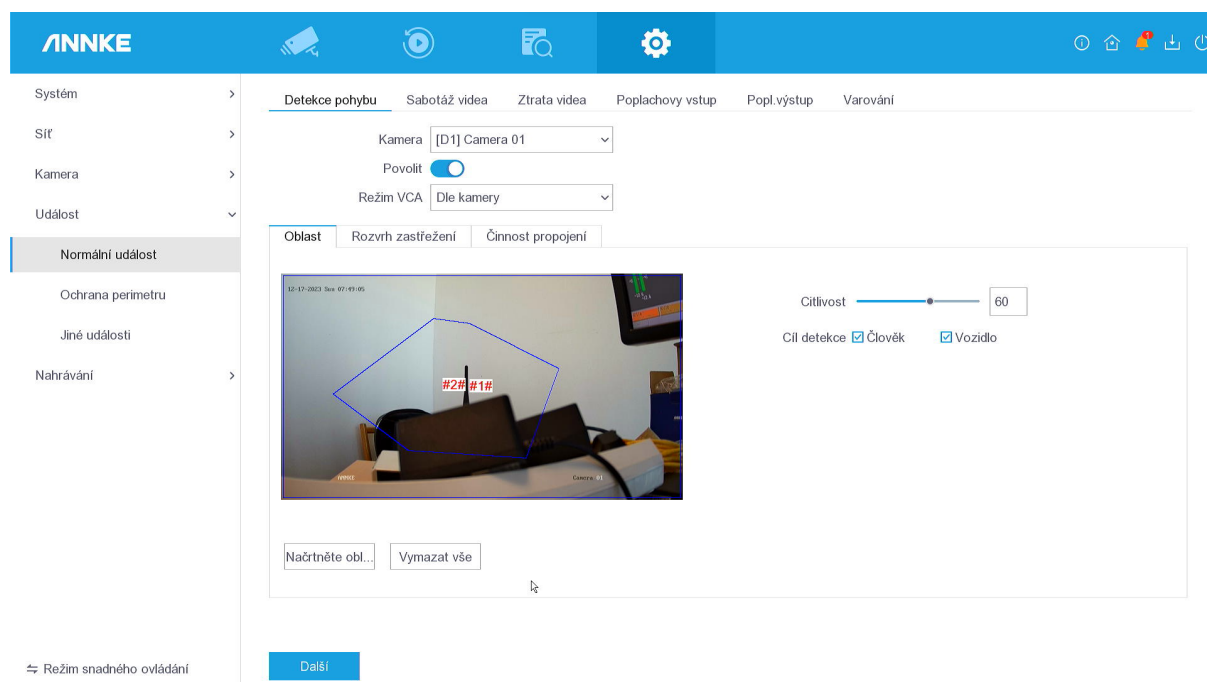 ANNKE
1
Systém
Síť
Kamera
Událost
Normální událost
Ochrana perimetru
Jiné události
Nahrávání
Režim snadného ovládání
Detekce pohybu Sabotáž videa Ztrata videa Poplachovy vstup Popl.výstup Varování
Kamera [D1] Camera 01
Povolit
Režim VCA Dle kamery
Oblast Rozvrh zastřežení Činnost propojení
12-17-2023 Sun 07:49:05
#2# #1#
ANNKE Camera 01
Citlivost 60
Cíl detekce Člověk Vozidlo
Načrtněte obl... Vymazat vše
Další